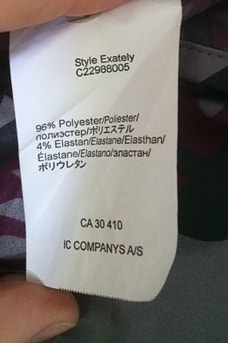 Style Exately
C22988005
96% Polyester/Poliester/
полиэстер/ポリエステル
4% Elastan/Elastane/Elasthan/
Élastane/Elastano/эластан/
ポリウレタン
CA 30 410
IC COMPANYS A/S